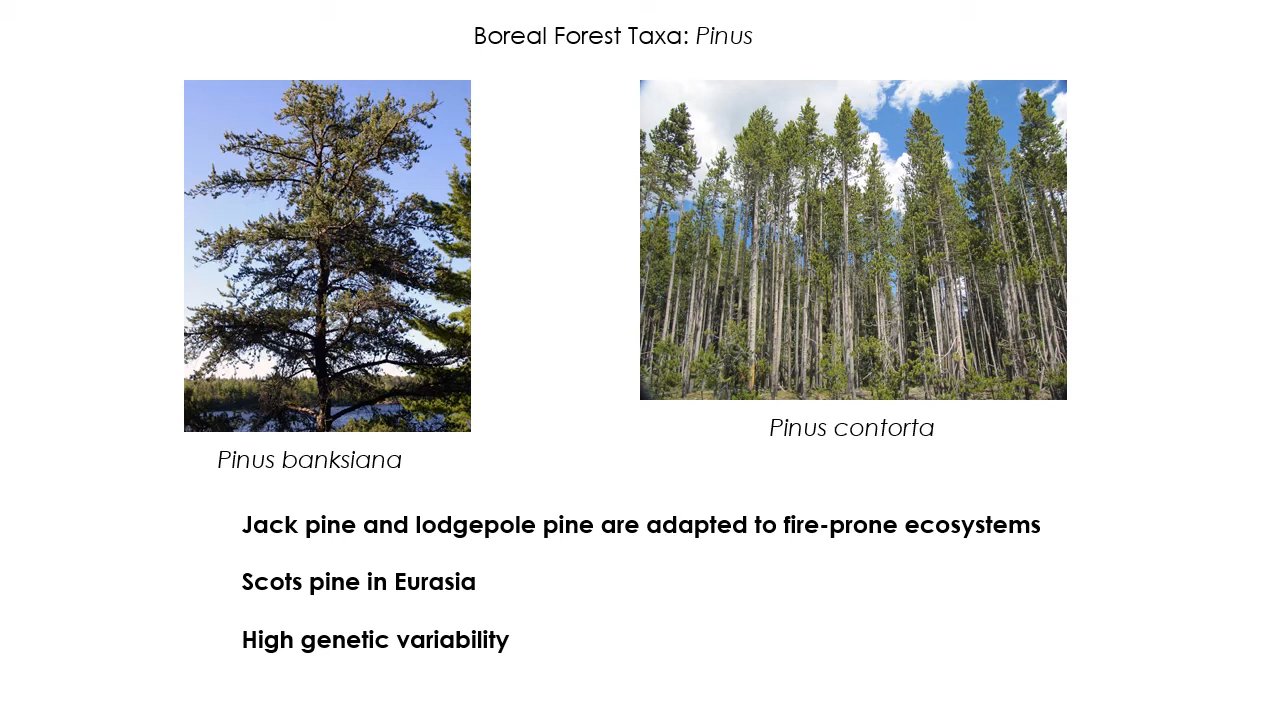 Boreal Forest Taxa: Pinus
Pinus contorta
Pinus banksiana
Jack pine and lodgepole pine are adapted to fire-prone ecosystems
Scots pine in Eurasia
High genetic variability